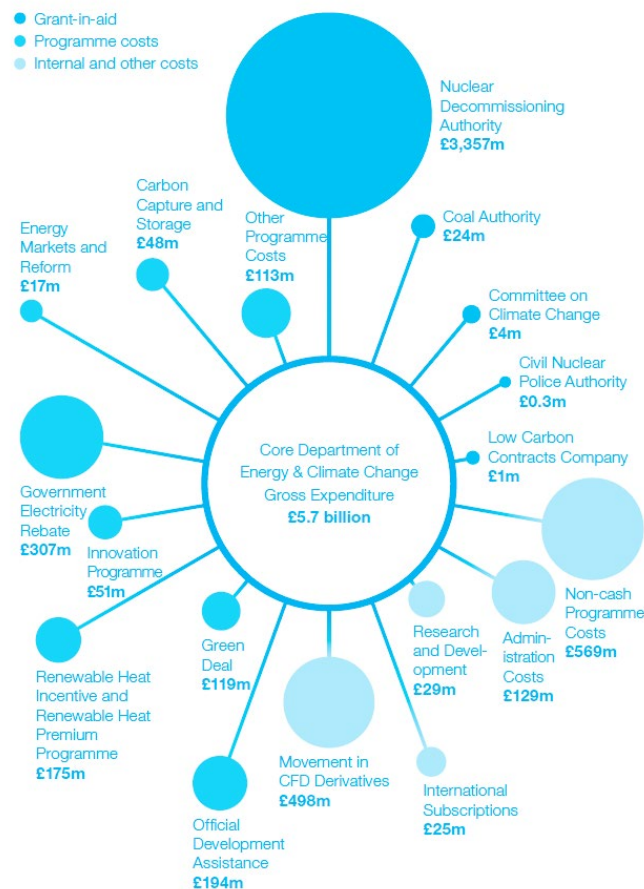 Grant-in-aid
Programme costs
Internal and other costs
Nuclear
Decommissioning
Authority
£3,357m
Carbon
Capture and
Storage
£48m
Other
Programme
Costs
£113m
Coal Authority
£24m
Energy
Markets and
Reform
£17m
Committee on
Climate Change
£4m
Civil Nuclear
Police Authority
£0.3m
Low Carbon
Contracts Company
£1m
Core Department of
Energy & Climate Change
Gross Expenditure
£5.7 billion
Government
Electricity
Rebate
£307m
Innovation
Programme
£51m
Non-cash
Programme
Costs
£569m
Admin-
istration
Costs
£129m
Research
and Devel-
opment
£29m
Green
Deal
£119m
Renewable Heat
Incentive and
Renewable Heat
Premium
Programme
£175m
Movement in
CFD Derivatives
£498m
International
Subscriptions
£25m
Official
Development
Assistance
£194m